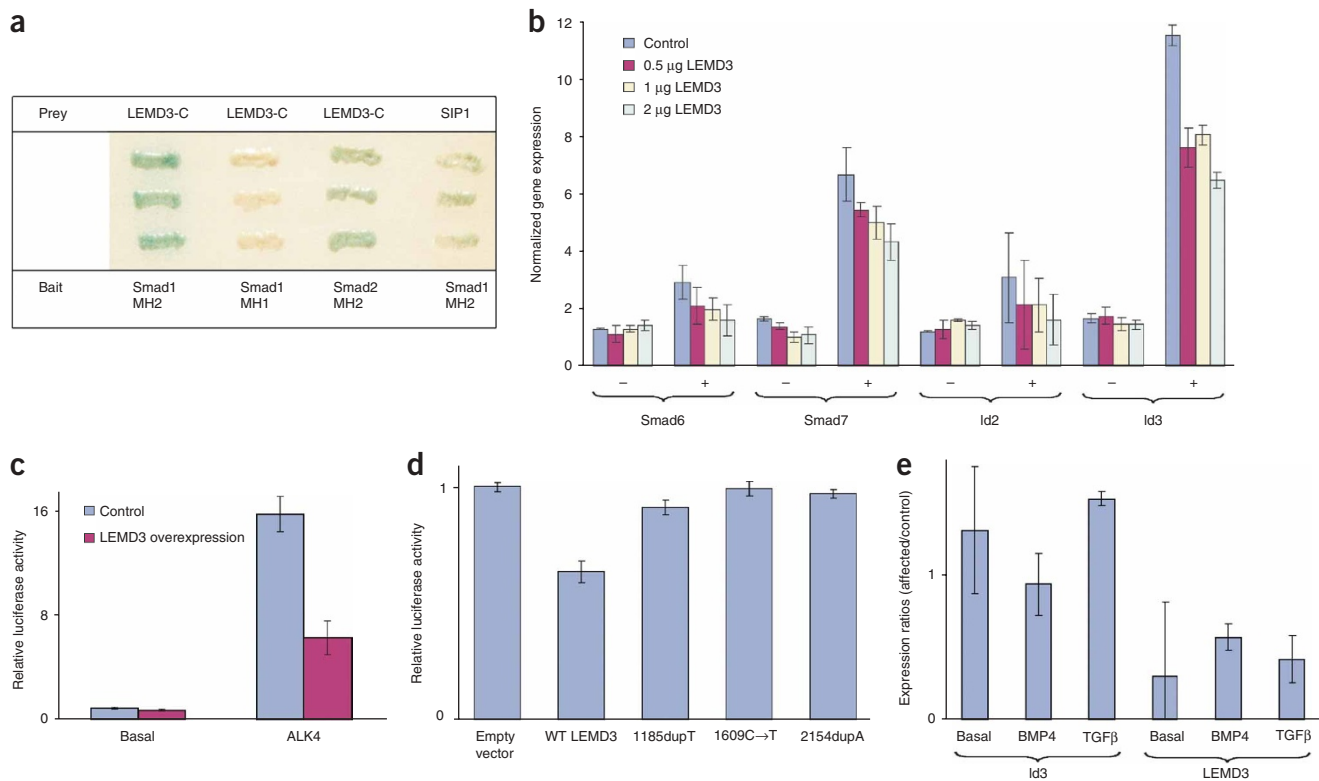 a
Prey LEMD3-C LEMD3-C LEMD3-C SIP1
Bait Smad1 Smad1 Smad2 Smad1
MH2 MH1 MH2 MH2
b
12
10
8
6
4
2
0
Normalized gene expression
Control
0.5 µg LEMD3
1 µg LEMD3
2 µg LEMD3
– + – + – + – +
Smad6 Smad7 Id2 Id3
c
16
8
0
Relative luciferase activity
Control
LEMD3 overexpression
Basal ALK4
d
1
0
Relative luciferase activity
Empty WT LEMD3 1185dupT 1609C→T 2154dupA
vector
e
1
0
Expression ratios (affected/control)
Basal BMP4 TGFβ Basal BMP4 TGFβ
Id3 LEMD3